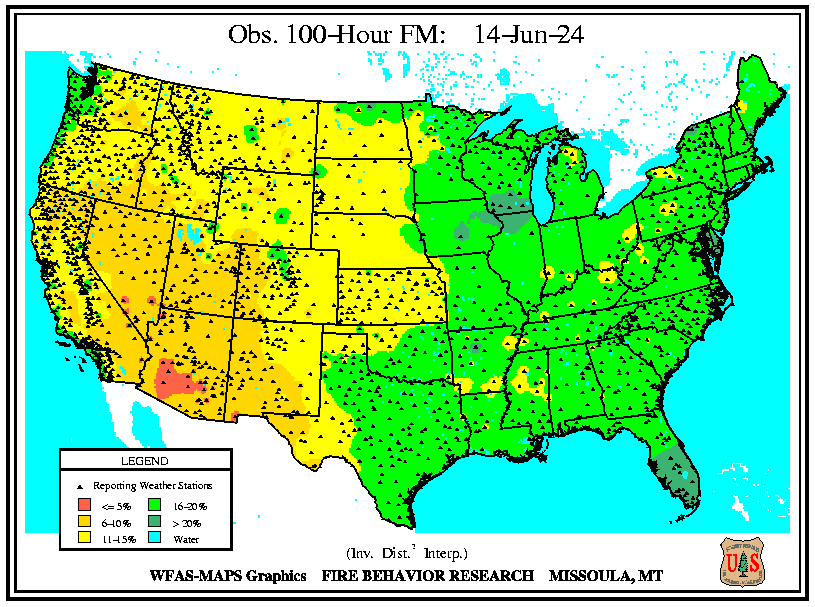 Obs. 100-Hour FM: 14-Jun-24
LEGEND
Reporting Weather Stations
<= 5% 16-20%
6-10% > 20%
11-15% Water
(Inv. Dist.² Interp.)
WFAS-MAPS Graphics FIRE BEHAVIOR RESEARCH MISSOULA, MT
U S